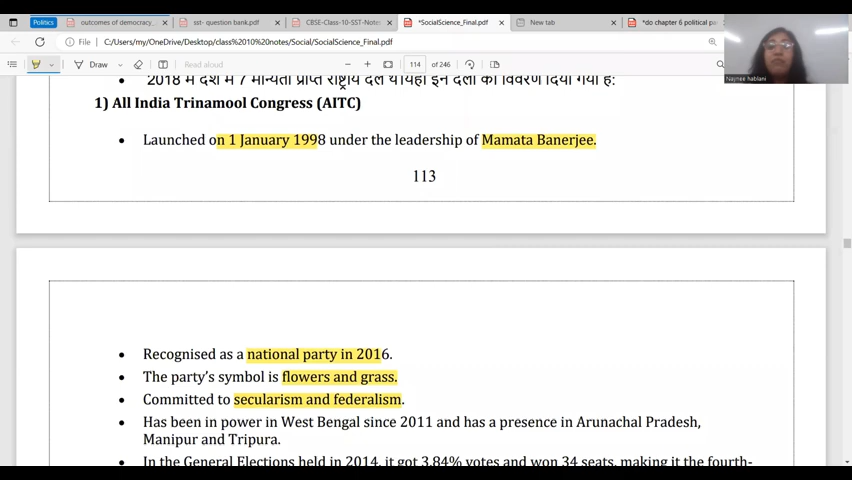 Politics
outcomes of democracy
sst- question bank.pdf
CBSE-Class-10-SST-Notes
*SocialScience_Final.pdf
New tab
*do chapter 6 political pa
File
C:/Users/my/OneDrive/Desktop/class%2010%20notes/Social/SocialScience_Final.pdf
Draw
Read aloud
114 of 246
Naynee hablani
2018 में देश में 7 मान्यता प्राप्त राष्ट्रीय दल थे यहाँ इन दलों का विवरण दिया गया है:
1) All India Trinamool Congress (AITC)
• Launched on 1 January 1998 under the leadership of Mamata Banerjee.
113
• Recognised as a national party in 2016.
• The party's symbol is flowers and grass.
• Committed to secularism and federalism.
• Has been in power in West Bengal since 2011 and has a presence in Arunachal Pradesh,
Manipur and Tripura.
• In the General Elections held in 2014, it got 3.84% votes and won 34 seats, making it the fourth-